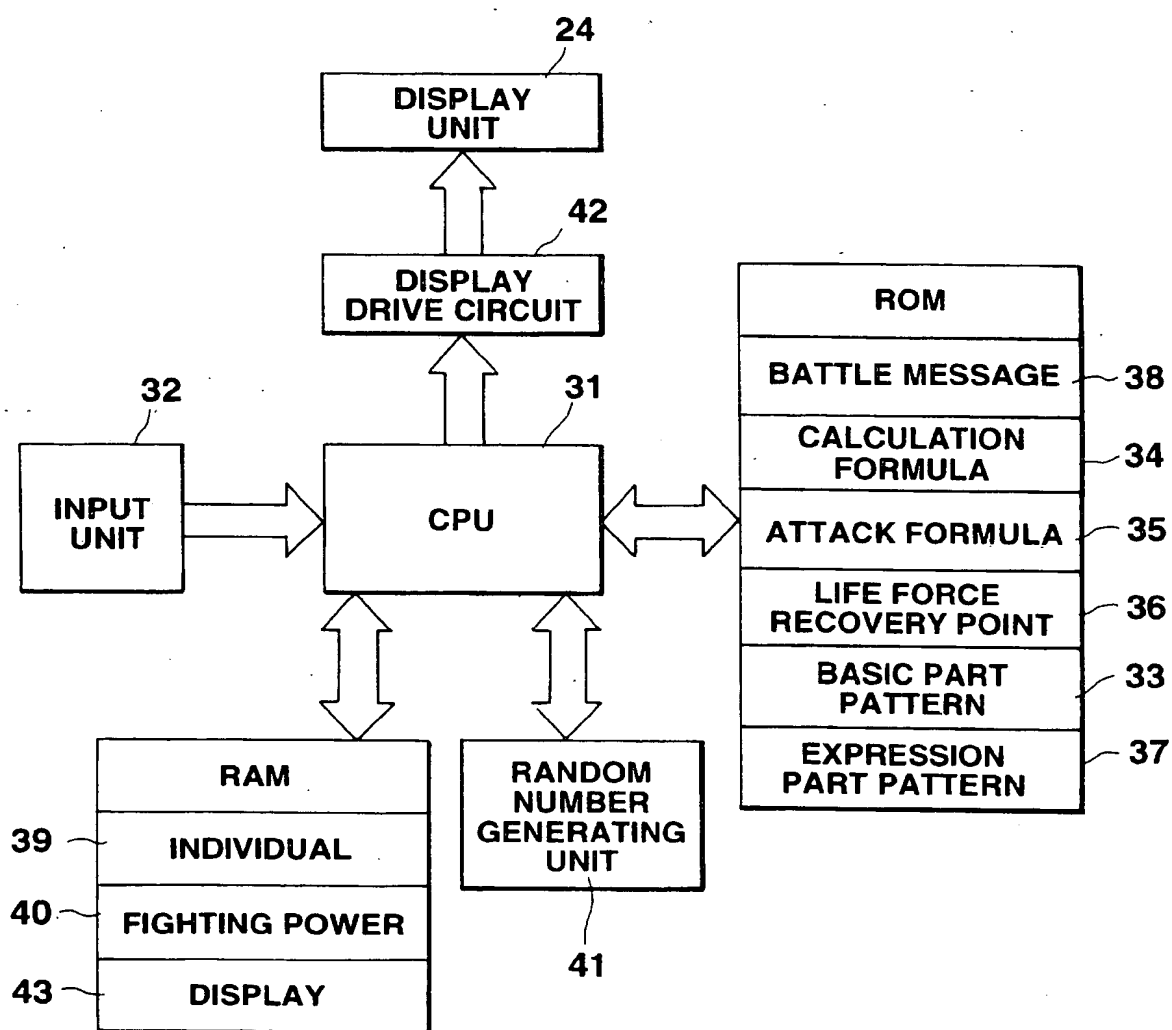 24
DISPLAY
UNIT
42
DISPLAY
DRIVE CIRCUIT
32
INPUT
UNIT
31
CPU
ROM
BATTLE MESSAGE
38
CALCULATION
FORMULA
34
ATTACK FORMULA
35
LIFE FORCE
RECOVERY POINT
36
BASIC PART
PATTERN
33
EXPRESSION
PART PATTERN
37
RAM
39
INDIVIDUAL
40
FIGHTING POWER
43
DISPLAY
RANDOM
NUMBER
GENERATING
UNIT
41